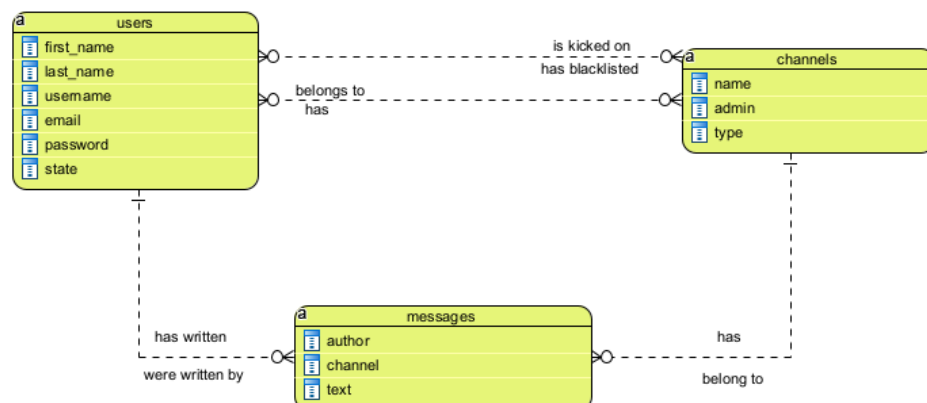 a
users
first_name
last_name
username
email
password
state
is kicked on
has blacklisted
belongs to
has
a
channels
name
admin
type
has written
were written by
a
messages
author
channel
text
has
belong to